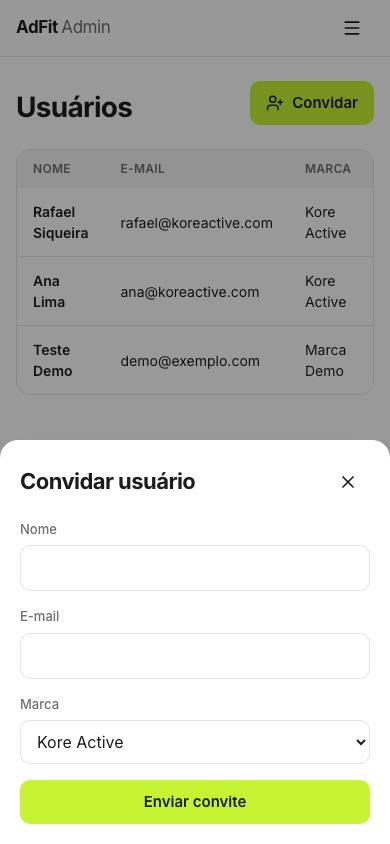 AdFit Admin
Usuários
Convidar
NOME E-MAIL MARCA
Rafael Siqueira rafael@koreactive.com Kore Active
Ana Lima ana@koreactive.com Kore Active
Teste Demo demo@exemplo.com Marca Demo
Convidar usuário
Nome
E-mail
Marca
Kore Active
Enviar convite